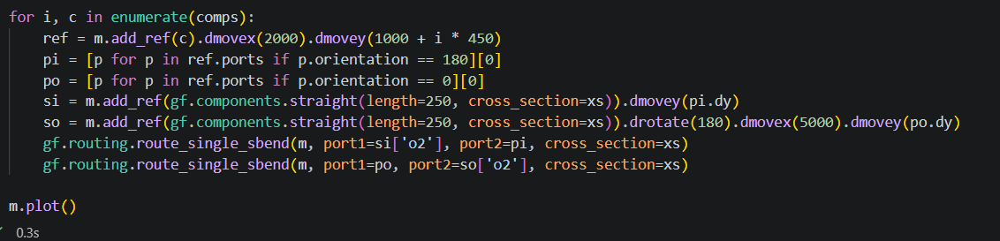 for i, c in enumerate(comps):
    ref = m.add_ref(c).dmovex(2000).dmovey(1000 + i * 450)
    pi = [p for p in ref.ports if p.orientation == 180][0]
    po = [p for p in ref.ports if p.orientation == 0][0]
    si = m.add_ref(gf.components.straight(length=250, cross_section=xs)).dmovey(pi.dy)
    so = m.add_ref(gf.components.straight(length=250, cross_section=xs)).drotate(180).dmovex(5000).dmovey(po.dy)
    gf.routing.route_single_sbend(m, port1=si['o2'], port2=pi, cross_section=xs)
    gf.routing.route_single_sbend(m, port1=po, port2=so['o2'], cross_section=xs)

m.plot()
0.3s